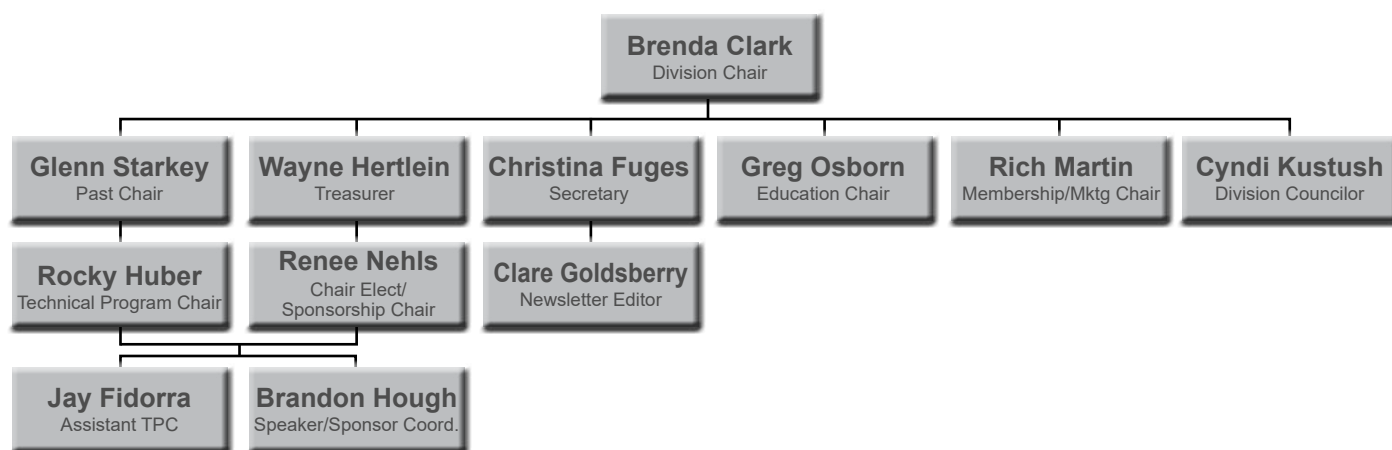 Brenda Clark
Division Chair
Glenn Starkey
Past Chair
Wayne Hertlein
Treasurer
Christina Fuges
Secretary
Greg Osborn
Education Chair
Rich Martin
Membership/Mktg Chair
Cyndi Kustush
Division Councilor
Rocky Huber
Technical Program Chair
Renee Nehls
Chair Elect/
Sponsorship Chair
Clare Goldsberry
Newsletter Editor
Jay Fidorra
Assistant TPC
Brandon Hough
Speaker/Sponsor Coord.